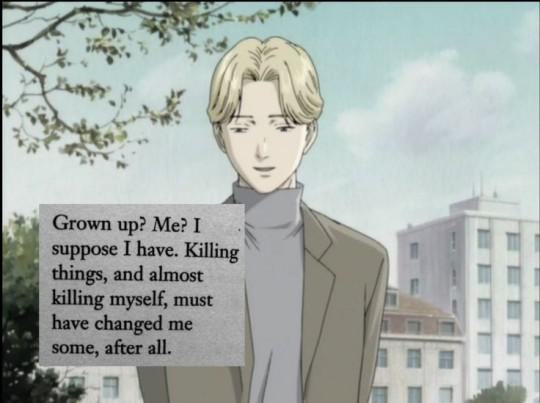 Grown up? Me? I
suppose I have. Killing
things, and almost
killing myself, must
have changed me
some, after all.